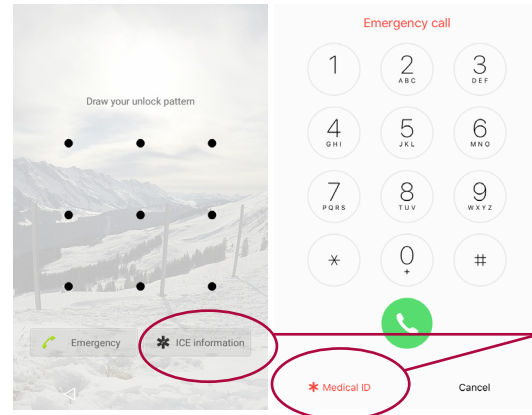 Draw your unlock pattern
Emergency
ICE information
Emergency call
1
2
ABC
3
DEF
4
GHI
5
JKL
6
MNO
7
PQRS
8
TUV
9
WXYZ
*
0
+
#
* Medical ID
Cancel